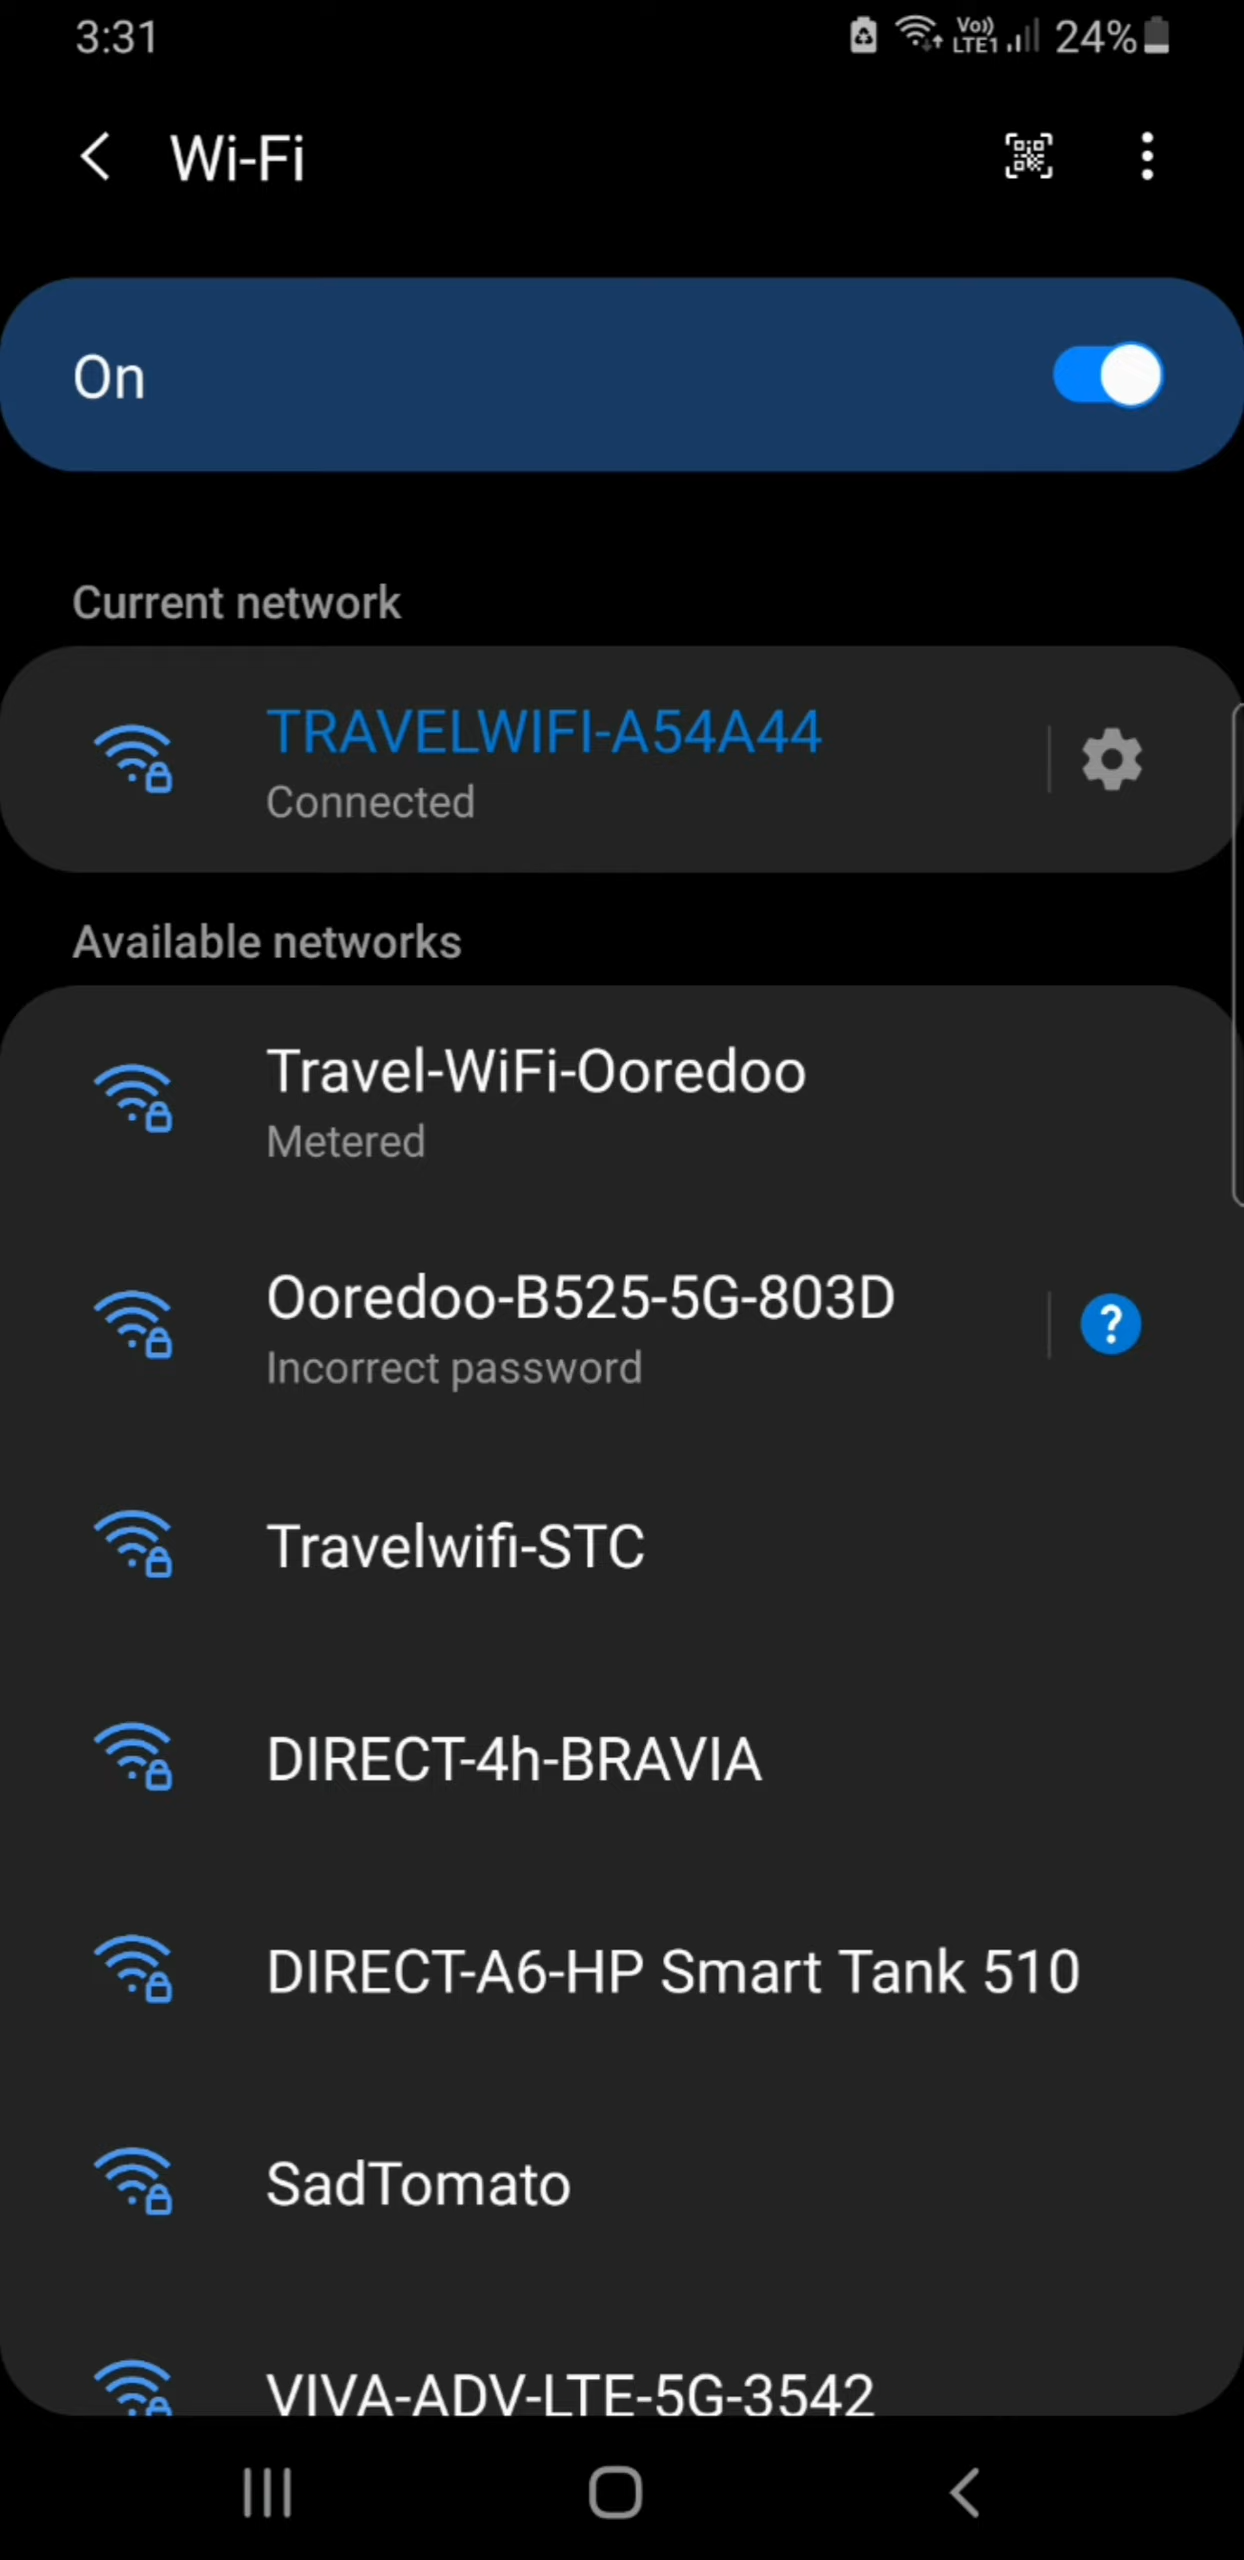 3:31
Vo)) LTE1 24%
Wi-Fi
On
Current network
TRAVELWIFI-A54A44
Connected
Available networks
Travel-WiFi-Ooredoo
Metered
Ooredoo-B525-5G-803D
Incorrect password
?
Travelwifi-STC
DIRECT-4h-BRAVIA
DIRECT-A6-HP Smart Tank 510
SadTomato
VIVA-ADV-LTE-5G-3542